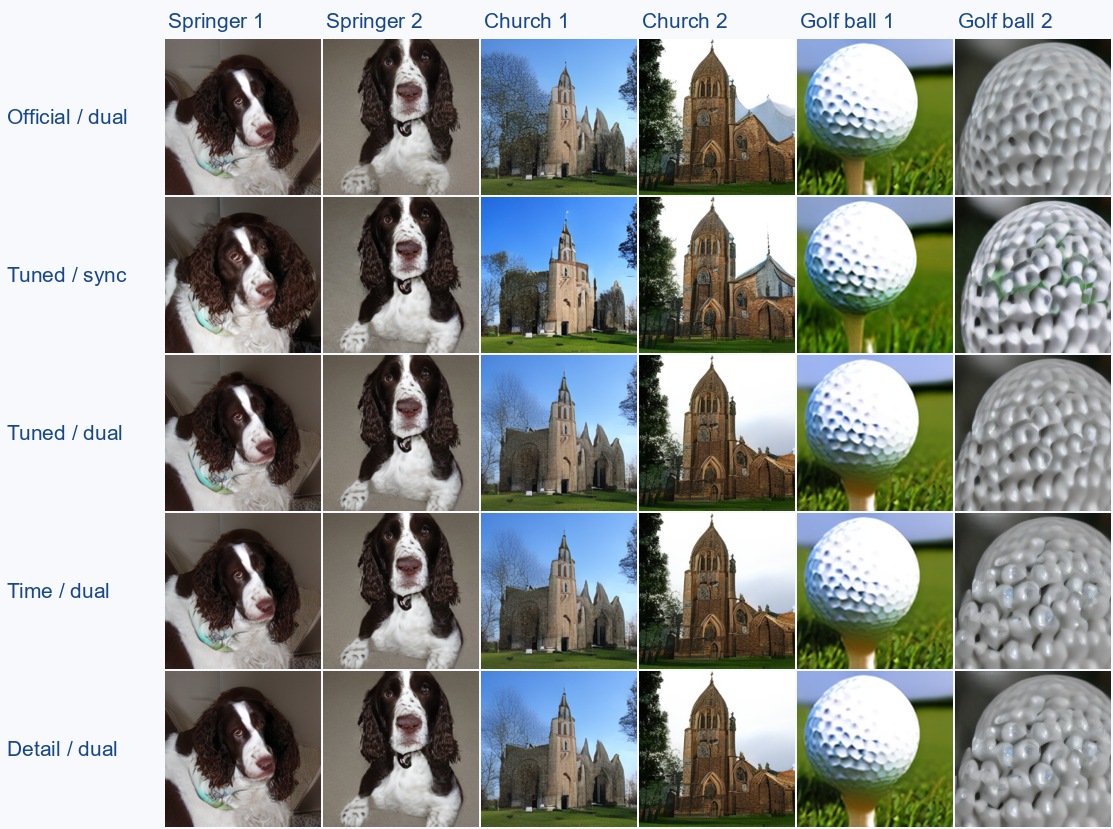 Springer 1
Springer 2
Church 1
Church 2
Golf ball 1
Golf ball 2
Official / dual
Tuned / sync
Tuned / dual
Time / dual
Detail / dual